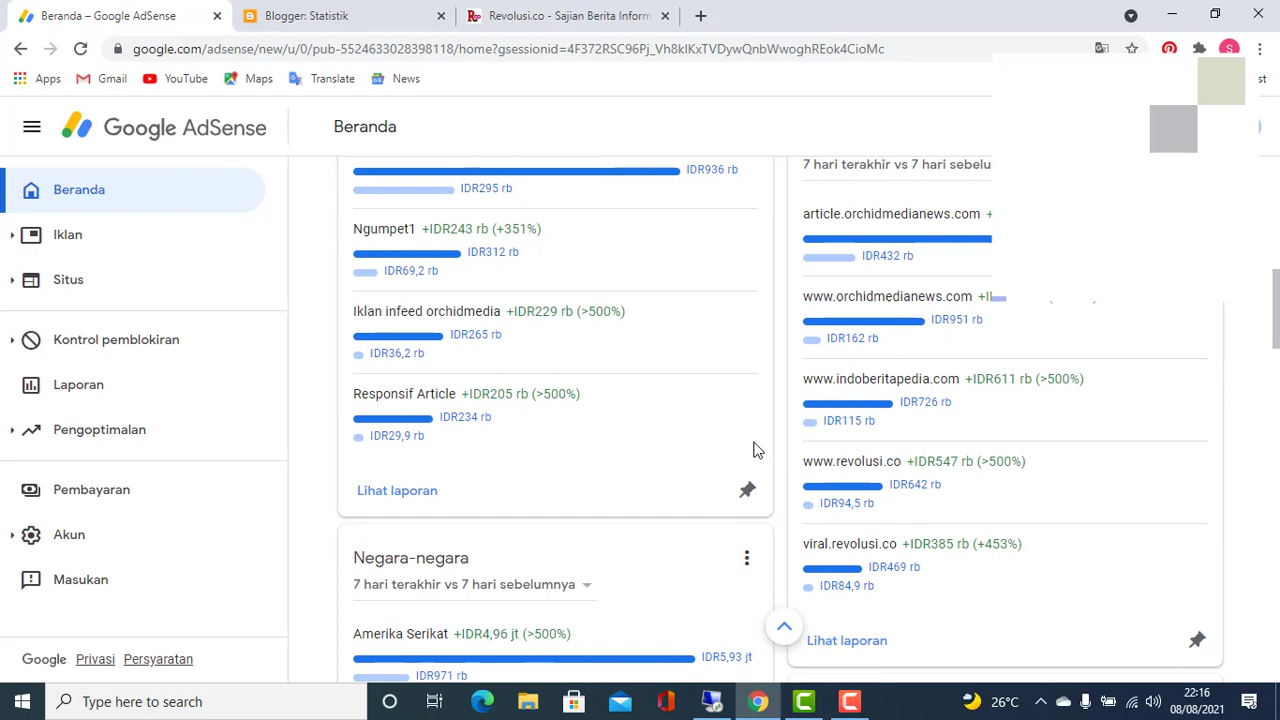 Beranda – Google AdSense
Blogger: Statistik
Revolusi.co - Sajian Berita Inform
google.com/adsense/new/u/0/pub-5524633028398118/home?gsessionid=4F372RSC96Pj_Vh8kIKxTVDywQnbWwoghREok4CioMc
S
Apps
Gmail
YouTube
Maps
Translate
News
st
Google AdSense
Beranda
Beranda
Iklan
Situs
Kontrol pemblokiran
Laporan
Pengoptimalan
Pembayaran
Akun
Masukan
Google Privasi Persyaratan
IDR936 rb
IDR295 rb
Ngumpet1 +IDR243 rb (+351%)
IDR312 rb
IDR69,2 rb
Iklan infeed orchidmedia +IDR229 rb (>500%)
IDR265 rb
IDR36,2 rb
Responsif Article +IDR205 rb (>500%)
IDR234 rb
IDR29,9 rb
Lihat laporan
Negara-negara
7 hari terakhir vs 7 hari sebelumnya
Amerika Serikat +IDR4,96 jt (>500%)
IDR5,93 jt
IDR971 rb
7 hari terakhir vs 7 hari sebelu
article.orchidmedianews.com +
IDR432 rb
www.orchidmedianews.com +I
IDR951 rb
IDR162 rb
www.indoberitapedia.com +IDR611 rb (>500%)
IDR726 rb
IDR115 rb
www.revolusi.co +IDR547 rb (>500%)
IDR642 rb
IDR94,5 rb
viral.revolusi.co +IDR385 rb (+453%)
IDR469 rb
IDR84,9 rb
Lihat laporan
Type here to search
26°C
22:16
08/08/2021